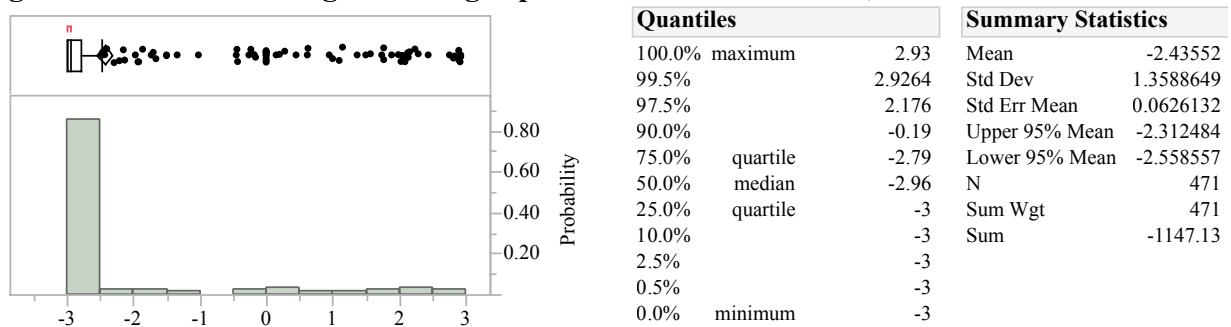 0.80
0.60
0.40
0.20
Probability
-3 -2 -1 0 1 2 3
Quantiles
100.0% maximum 2.93
99.5% 2.9264
97.5% 2.176
90.0% -0.19
75.0% quartile -2.79
50.0% median -2.96
25.0% quartile -3
10.0% -3
2.5% -3
0.5% -3
0.0% minimum -3
Summary Statistics
Mean -2.43552
Std Dev 1.3588649
Std Err Mean 0.0626132
Upper 95% Mean -2.312484
Lower 95% Mean -2.558557
N 471
Sum Wgt 471
Sum -1147.13